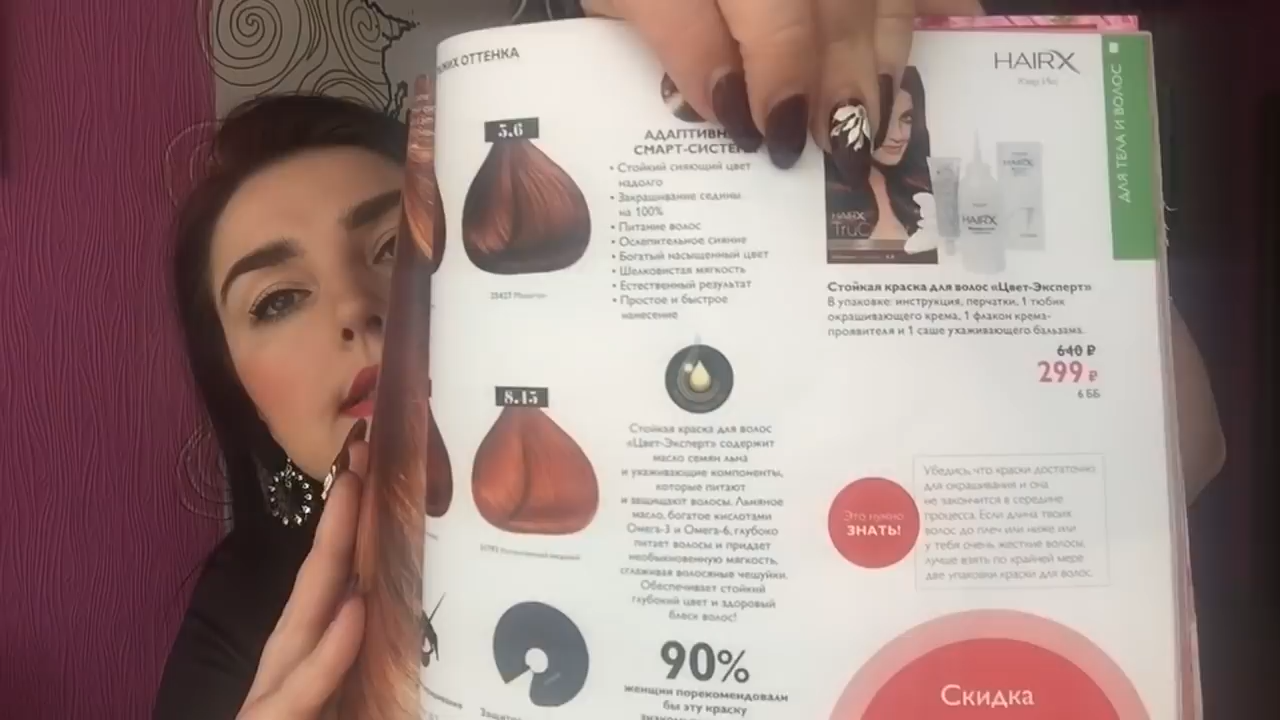 ОТТЕНКА
HAIRX
ДЛЯ ТЕЛА И ВОЛОС
5.6
25427
АДАПТИВН
СМАРТ-СИСТЕМ
• Стойкий сияющий цвет
надолго
• Закрашивание седины
на 100%
• Питание волос
• Ослепительное сияние
• Богатый насыщенный цвет
• Шелковистая мягкость
• Естественный результат
• Простое и быстрое
нанесение
HAIRX
TruC
HAIRX
HAIRX
Стойкая краска для волос «Цвет-Эксперт»
В упаковке: инструкция, перчатки, 1 тюбик
окрашивающего крема, 1 флакон крема-
проявителя и 1 саше ухаживающего бальзама.
640 ₽
299 ₽
6 ББ
8.45
Стойкая краска для волос
«Цвет-Эксперт» содержит
масло семян льна
и ухаживающие компоненты,
которые питают
и защищают волосы. Льняное
масло, богатое кислотами
Омега-3 и Омега-6, глубоко
питает волосы и придает
необыкновенную мягкость,
сглаживая волосяные чешуйки.
Обеспечивает стойкий
глубокий цвет и здоровый
блеск волос!
Это нужно
ЗНАТЬ!
Убедись, что краски достаточно
для окрашивания и она
не закончится в середине
процесса. Если длина твоих
волос до плеч или ниже или
у тебя очень жесткие волосы,
лучше взять по крайней мере
две упаковки краски для волос.
90%
женщин порекомендовали
бы эту краску
Скидка